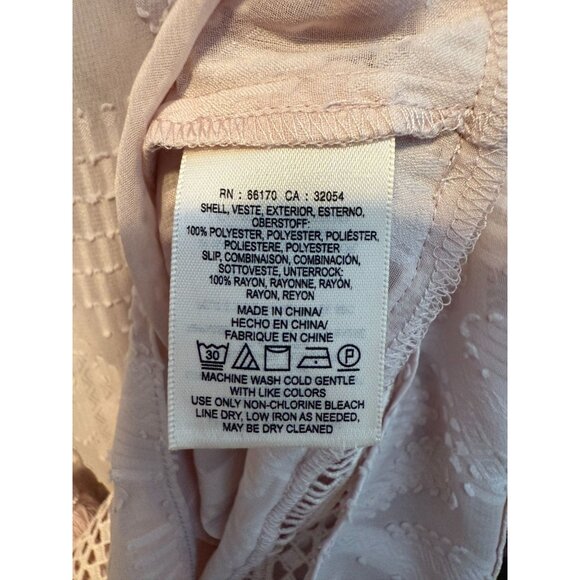 RN : 66170 CA : 32054
SHELL, VESTE, EXTERIOR, ESTERNO,
OBERSTOFF:
100% POLYESTER, POLYESTER, POLIÉSTER,
POLIESTERE, POLYESTER
SLIP, COMBINAISON, COMBINACIÓN,
SOTTOVESTE, UNTERROCK:
100% RAYON, RAYONNE, RAYÓN,
RAYON, REYON
MADE IN CHINA/
HECHO EN CHINA/
FABRIQUE EN CHINE
30 P
MACHINE WASH COLD GENTLE
WITH LIKE COLORS
USE ONLY NON-CHLORINE BLEACH
LINE DRY, LOW IRON AS NEEDED,
MAY BE DRY CLEANED